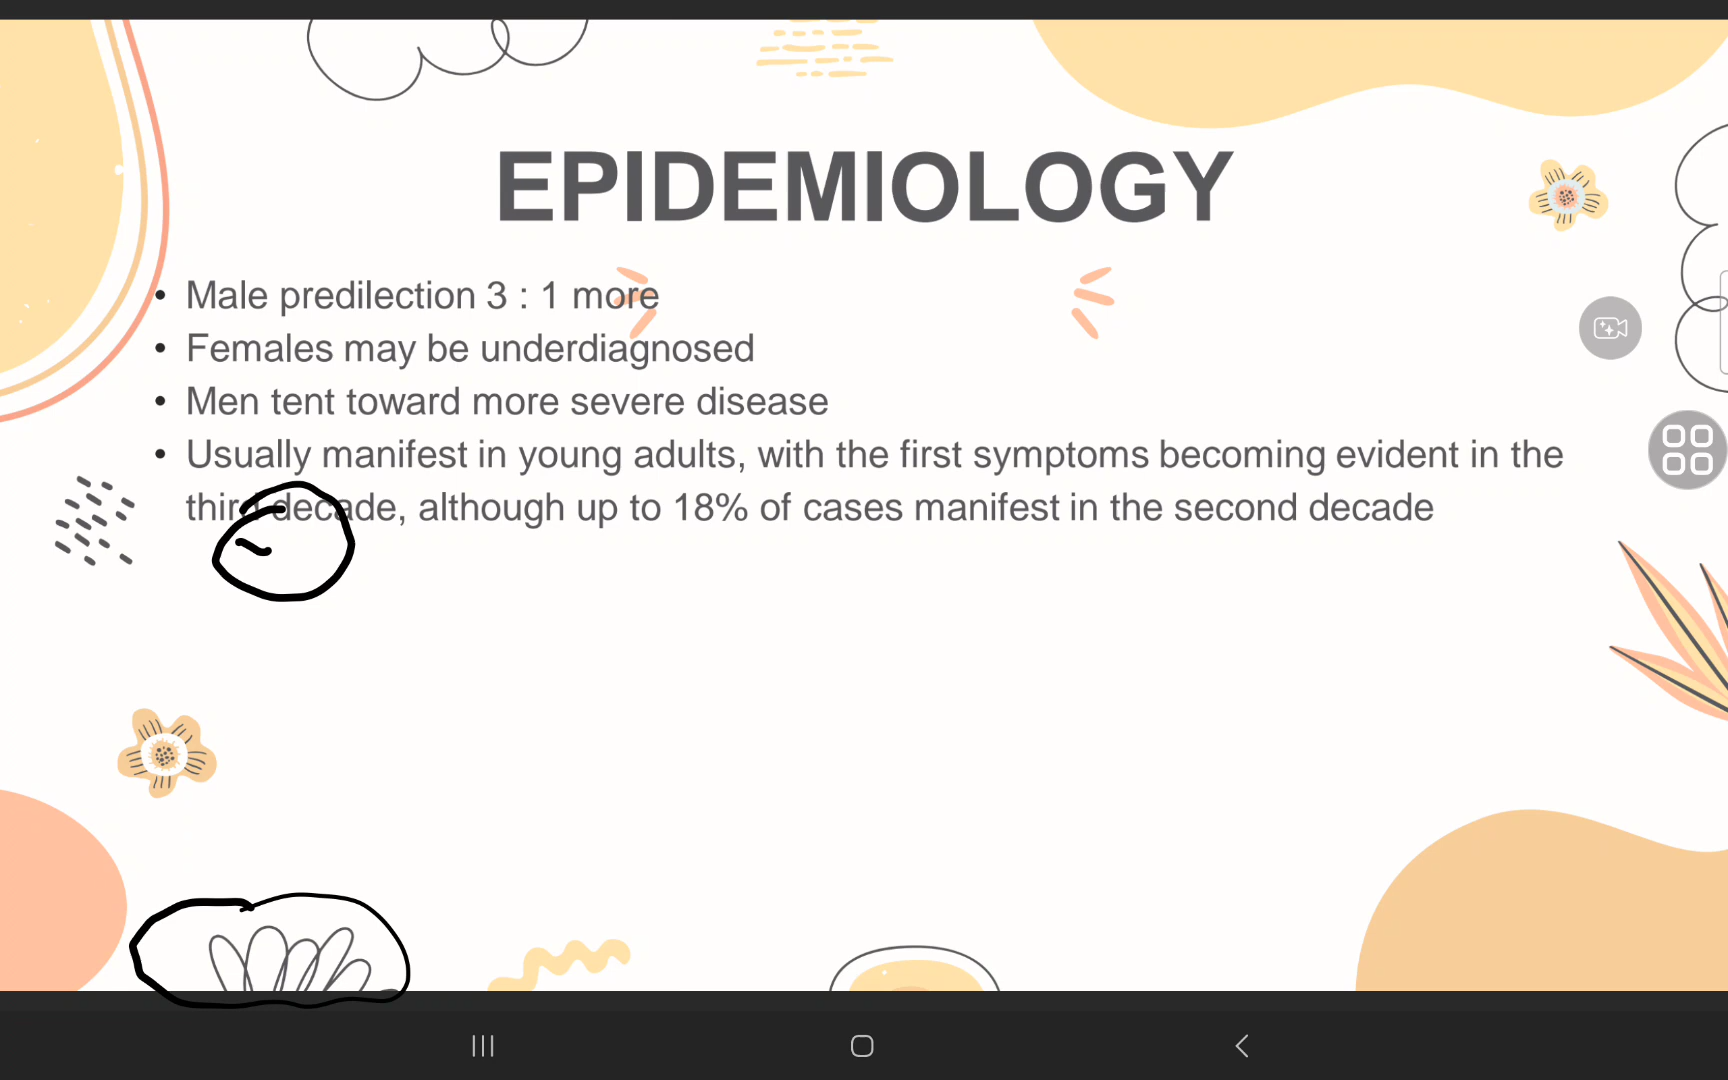 EPIDEMIOLOGY
• Male predilection 3 : 1 more
• Females may be underdiagnosed
• Men tent toward more severe disease
• Usually manifest in young adults, with the first symptoms becoming evident in the
third decade, although up to 18% of cases manifest in the second decade